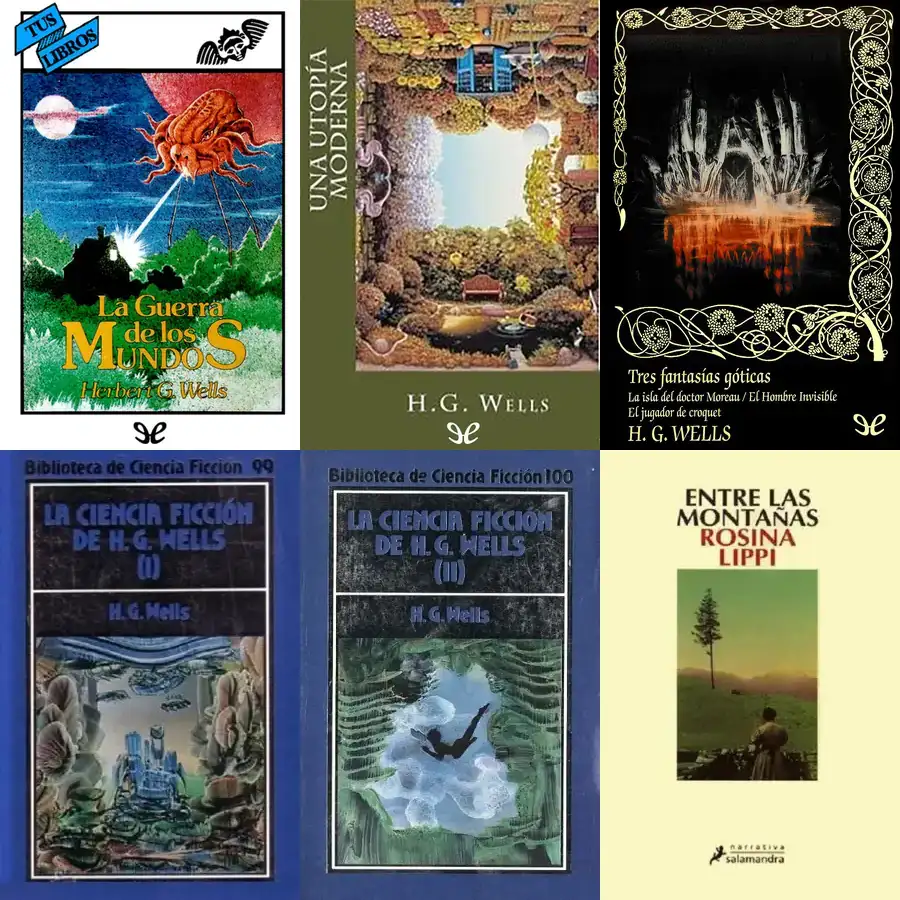 TUS
LIBROS
La Guerra
de los
MUNDOS
Herbert G. Wells
UNA UTOPÍA
MODERNA
H.G. WELLS
Tres fantasías góticas
La isla del doctor Moreau / El Hombre Invisible
El jugador de croquet
H. G. WELLS
Biblioteca de Ciencia Ficción 99
LA CIENCIA FICCIÓN
DE H. G. WELLS
(I)
H. G. Wells
Biblioteca de Ciencia Ficción 100
LA CIENCIA FICCIÓN
DE H. G. WELLS
(II)
H. G. Wells
ENTRE LAS
MONTAÑAS
ROSINA
LIPPI
narrativa
salamandra